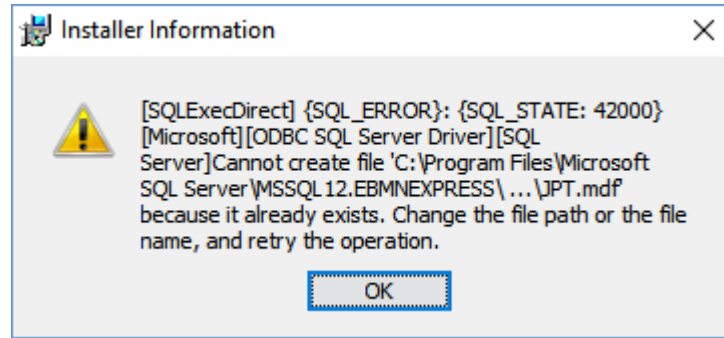 Installer Information
[SQLExecDirect] {SQL_ERROR}: {SQL_STATE: 42000}
[Microsoft][ODBC SQL Server Driver][SQL
Server]Cannot create file 'C:\Program Files\Microsoft
SQL Server\MSSQL12.EBMNEXPRESS\ ... \JPT.mdf'
because it already exists. Change the file path or the file
name, and retry the operation.
OK